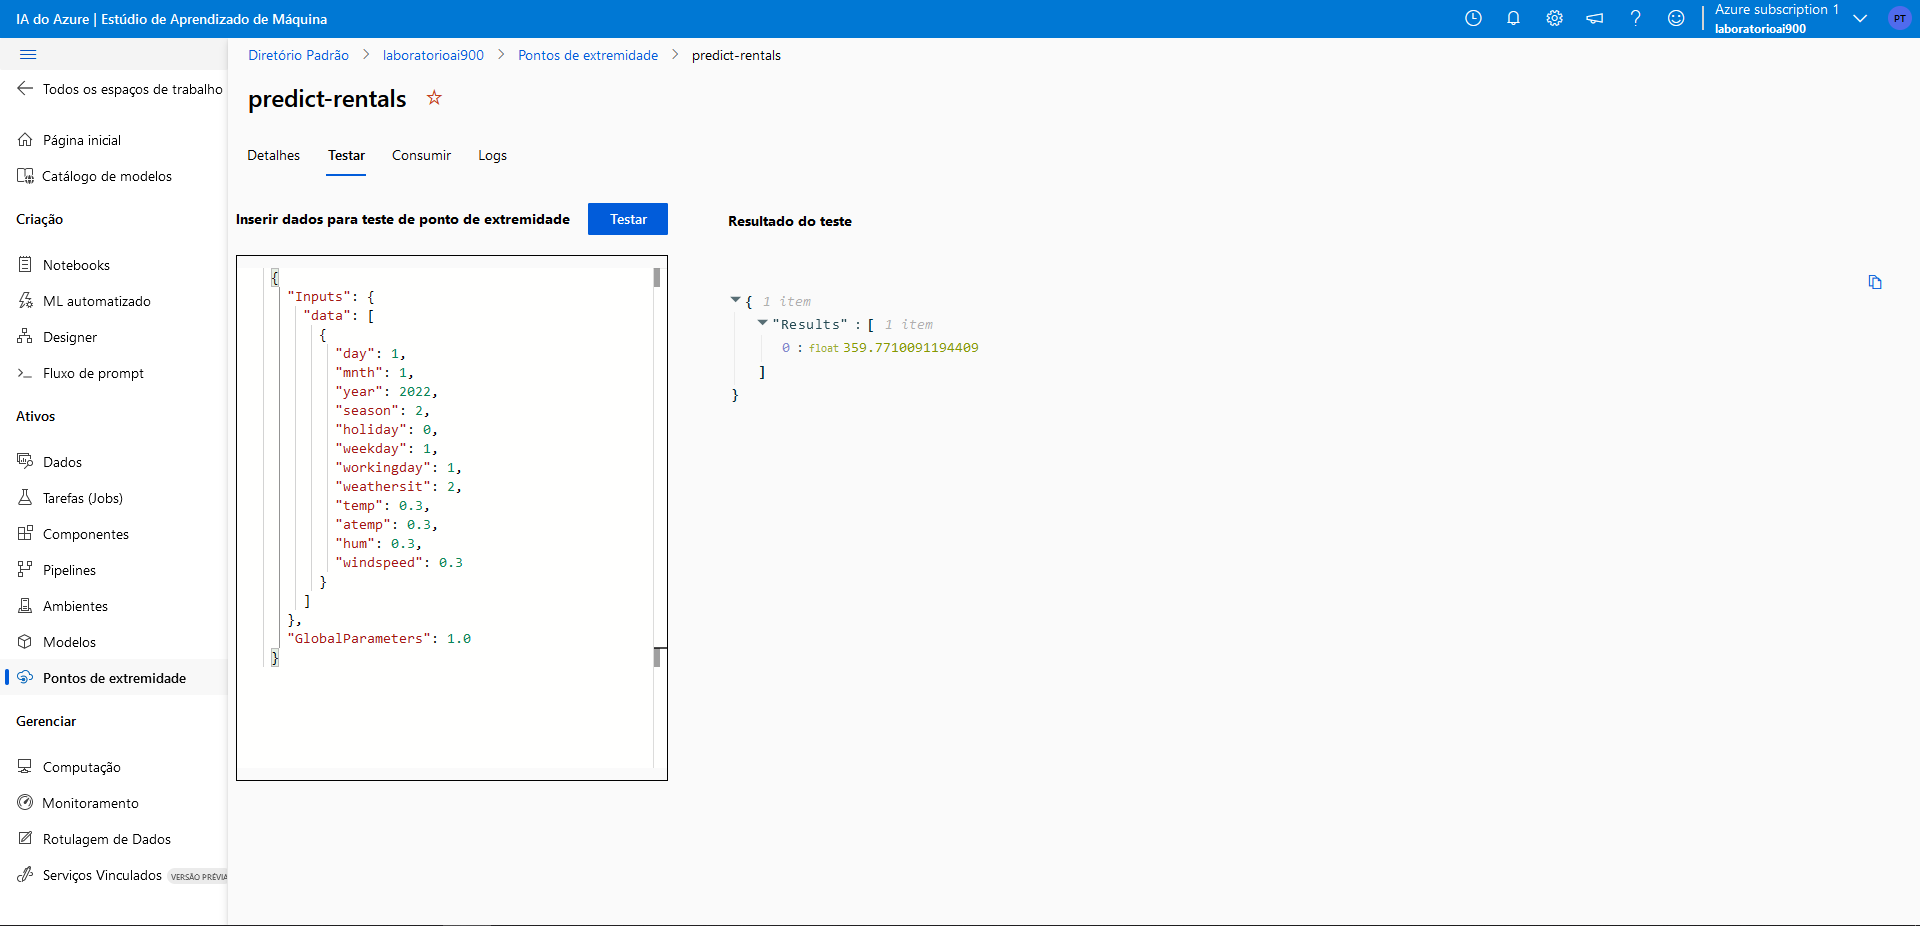 IA do Azure | Estúdio de Aprendizado de Máquina
Azure subscription 1
laboratorioai900
PT
Todos os espaços de trabalho
Página inicial
Catálogo de modelos
Criação
Notebooks
ML automatizado
Designer
Fluxo de prompt
Ativos
Dados
Tarefas (Jobs)
Componentes
Pipelines
Ambientes
Modelos
Pontos de extremidade
Gerenciar
Computação
Monitoramento
Rotulagem de Dados
Serviços Vinculados VERSÃO PRÉVIA
Diretório Padrão > laboratorioai900 > Pontos de extremidade > predict-rentals
predict-rentals
Detalhes Testar Consumir Logs
Inserir dados para teste de ponto de extremidade Testar
{
"Inputs": {
"data": [
{
"day": 1,
"mnth": 1,
"year": 2022,
"season": 2,
"holiday": 0,
"weekday": 1,
"workingday": 1,
"weathersit": 2,
"temp": 0.3,
"atemp": 0.3,
"hum": 0.3,
"windspeed": 0.3
}
]
},
"GlobalParameters": 1.0
}
Resultado do teste
{ 1 item
"Results" : [ 1 item
0 : float 359.7710091194409
]
}